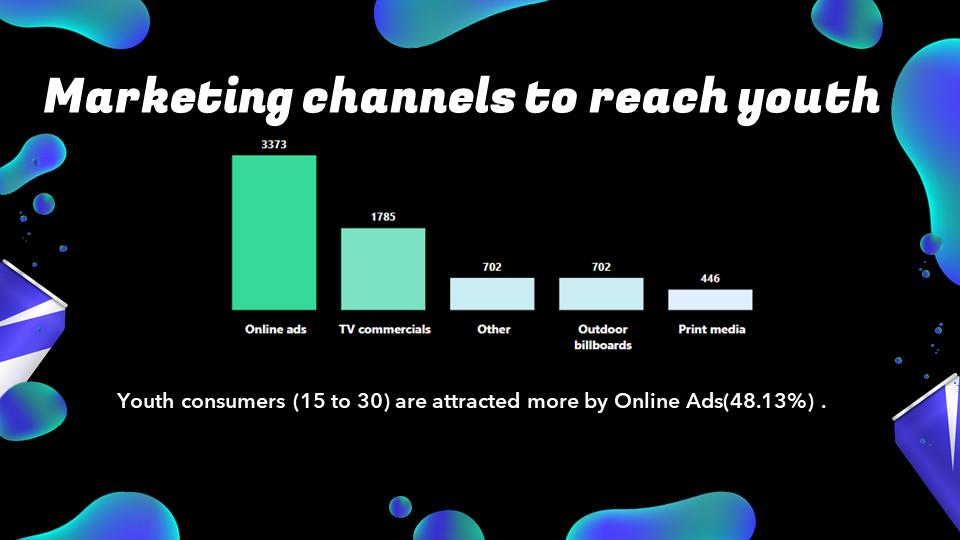 Marketing channels to reach youth
3373
1785
702
702
446
Online ads
TV commercials
Other
Outdoor
billboards
Print media
Youth consumers (15 to 30) are attracted more by Online Ads(48.13%) .